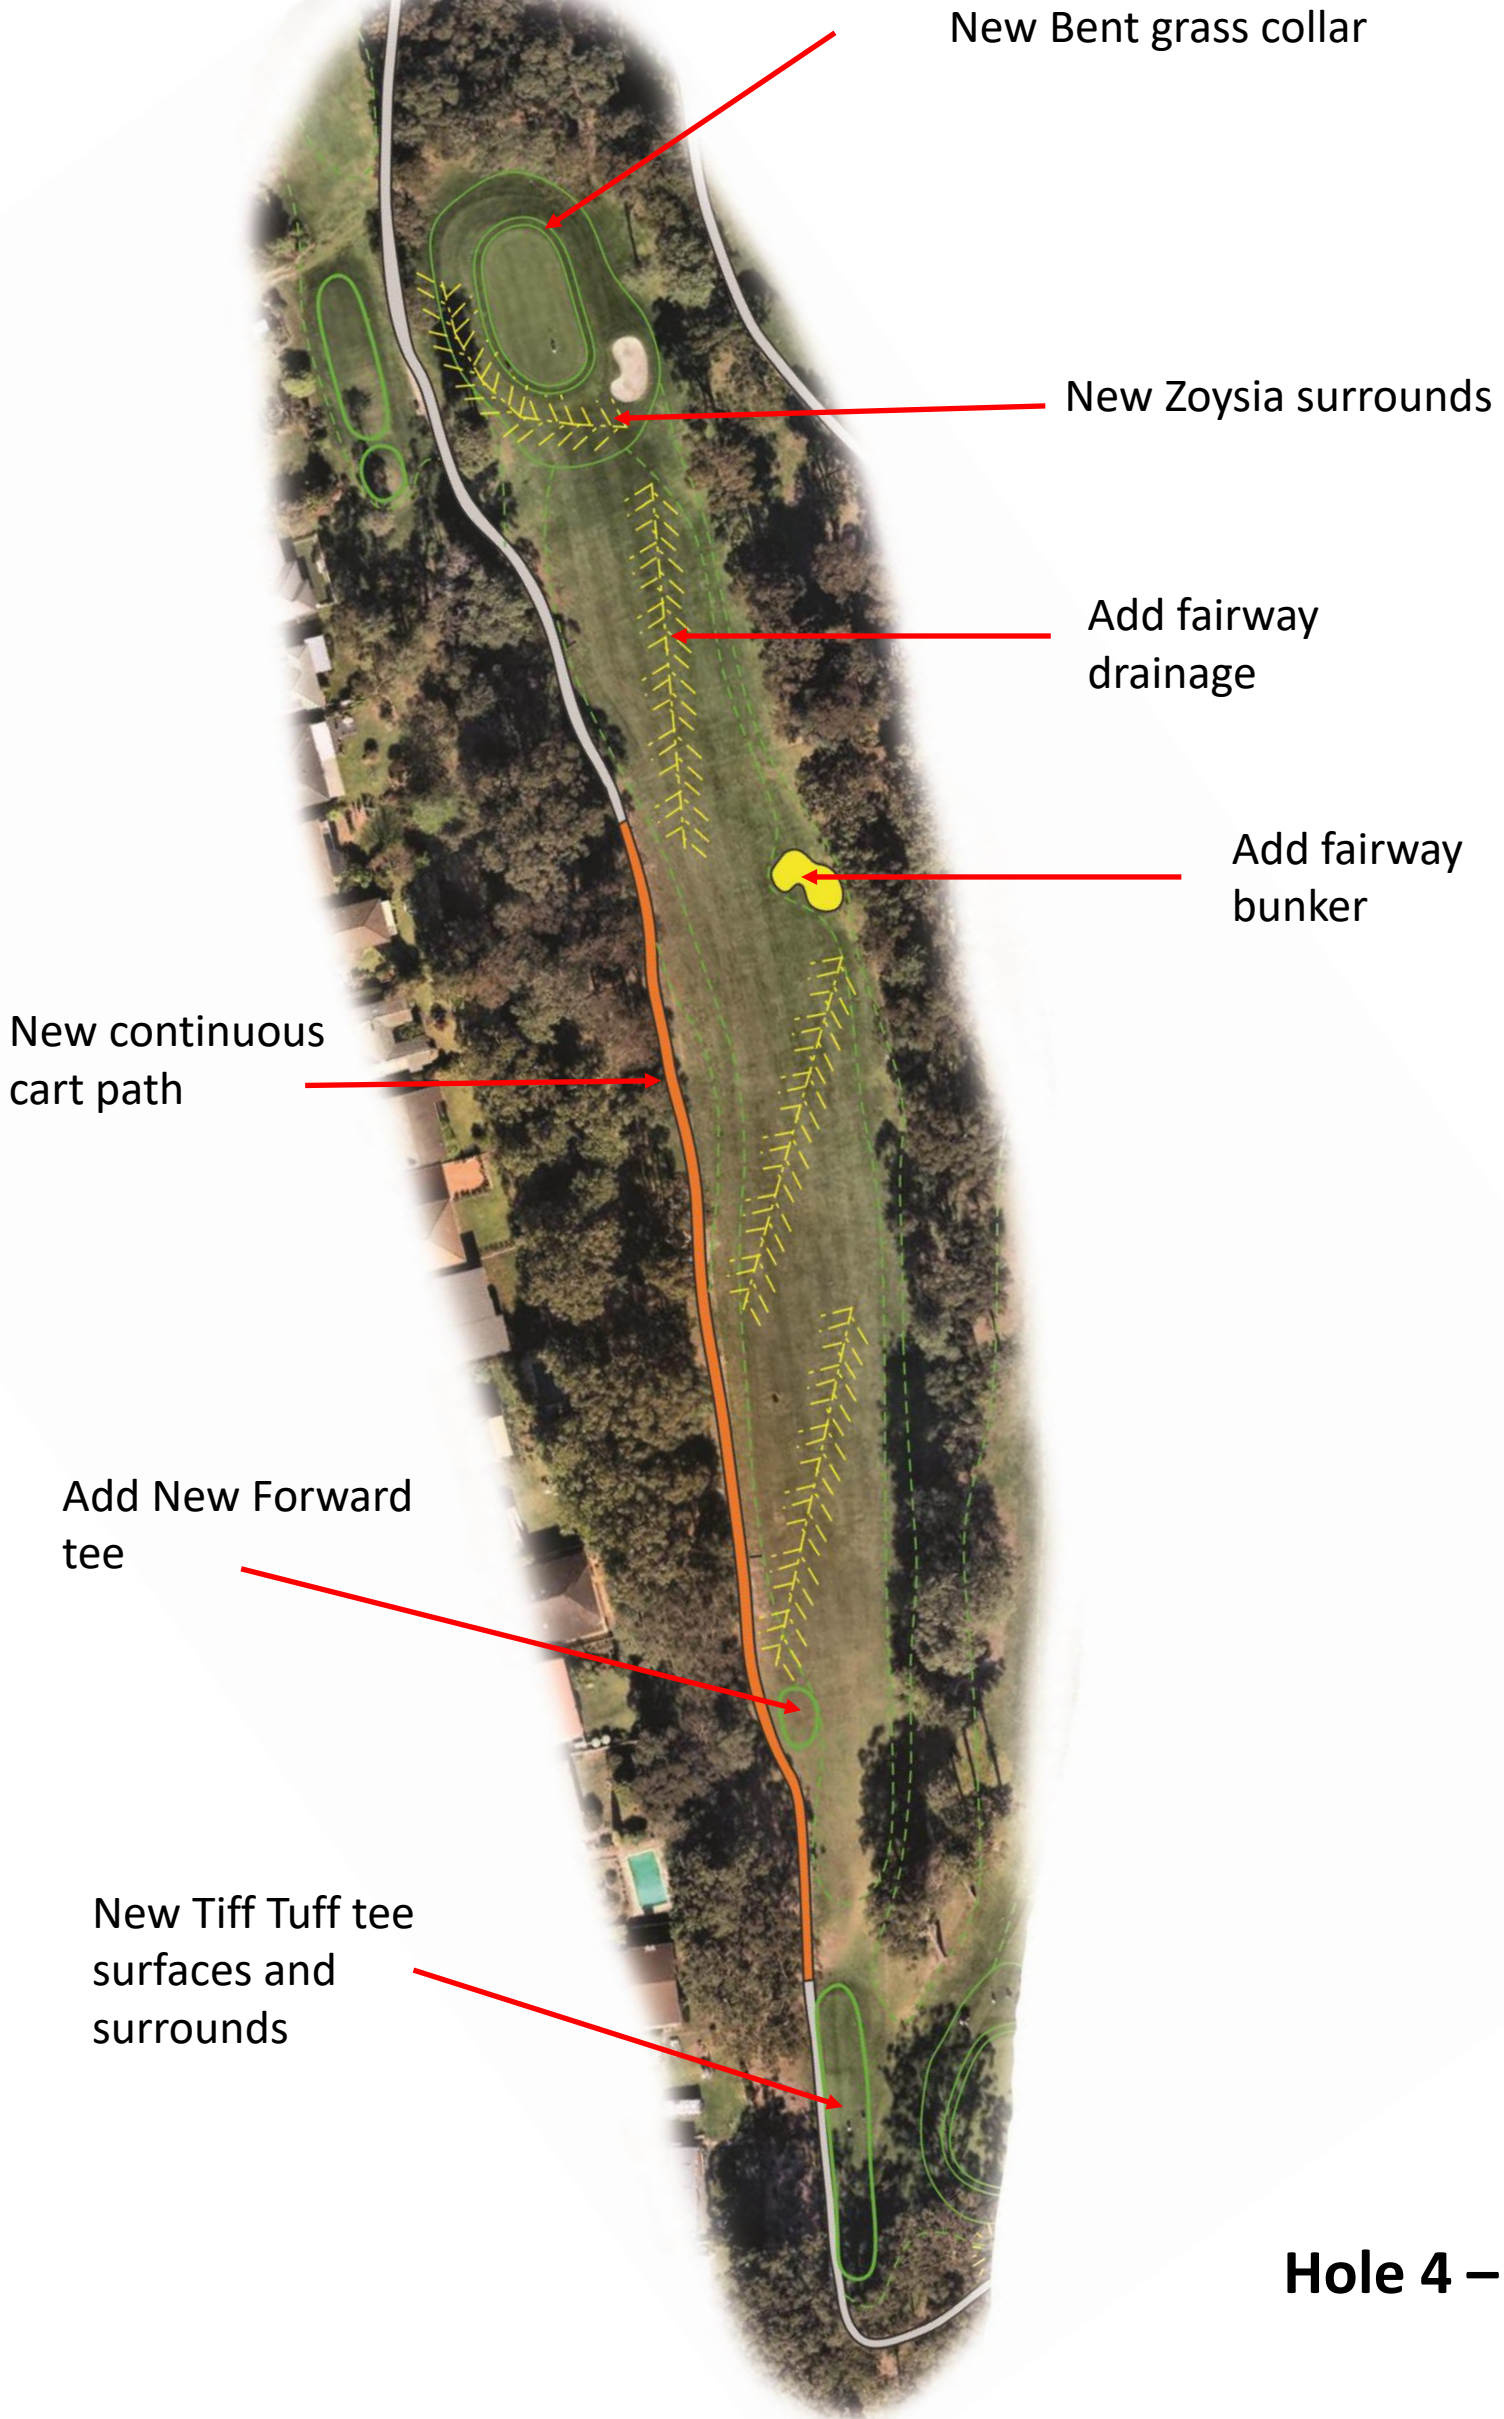 New Bent grass collar
New Zoysia surrounds
Add fairway
drainage
Add fairway
bunker
New continuous
cart path
Add New Forward
tee
New Tiff Tuff tee
surfaces and
surrounds
Hole 4 –